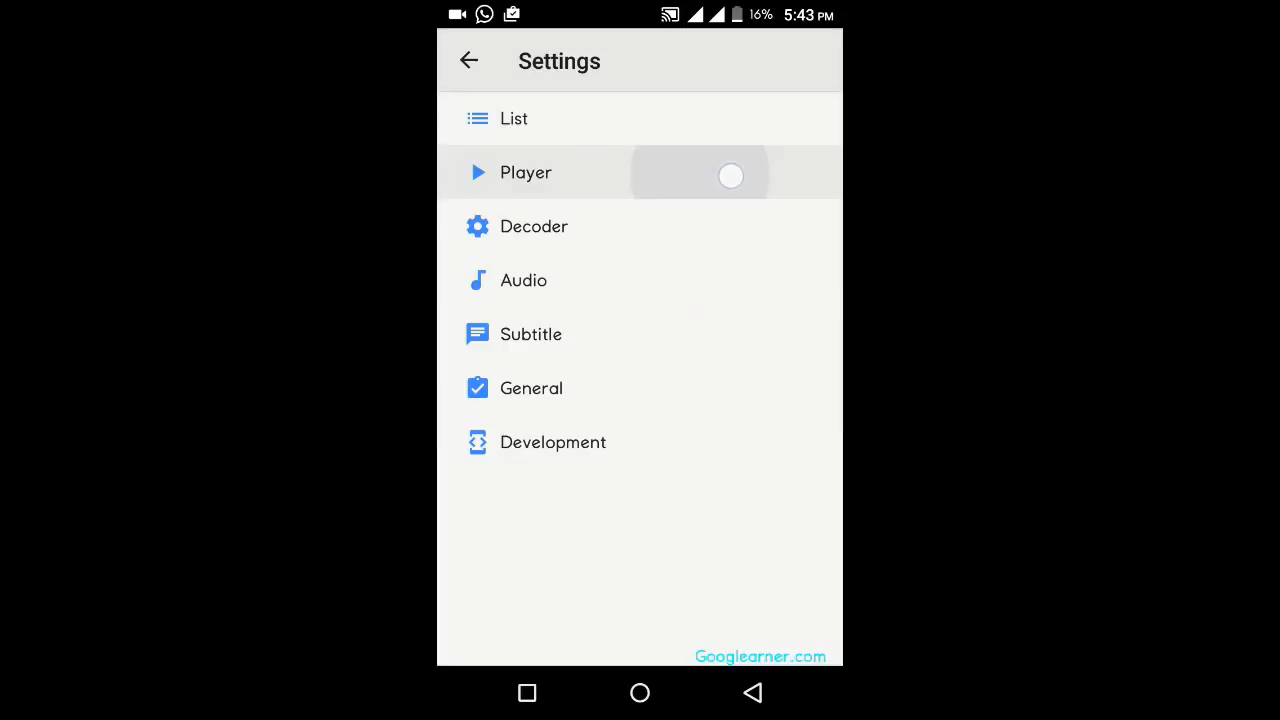 16% 5:43 PM
Settings
List
Player
Decoder
Audio
Subtitle
General
Development
Googlearner.com